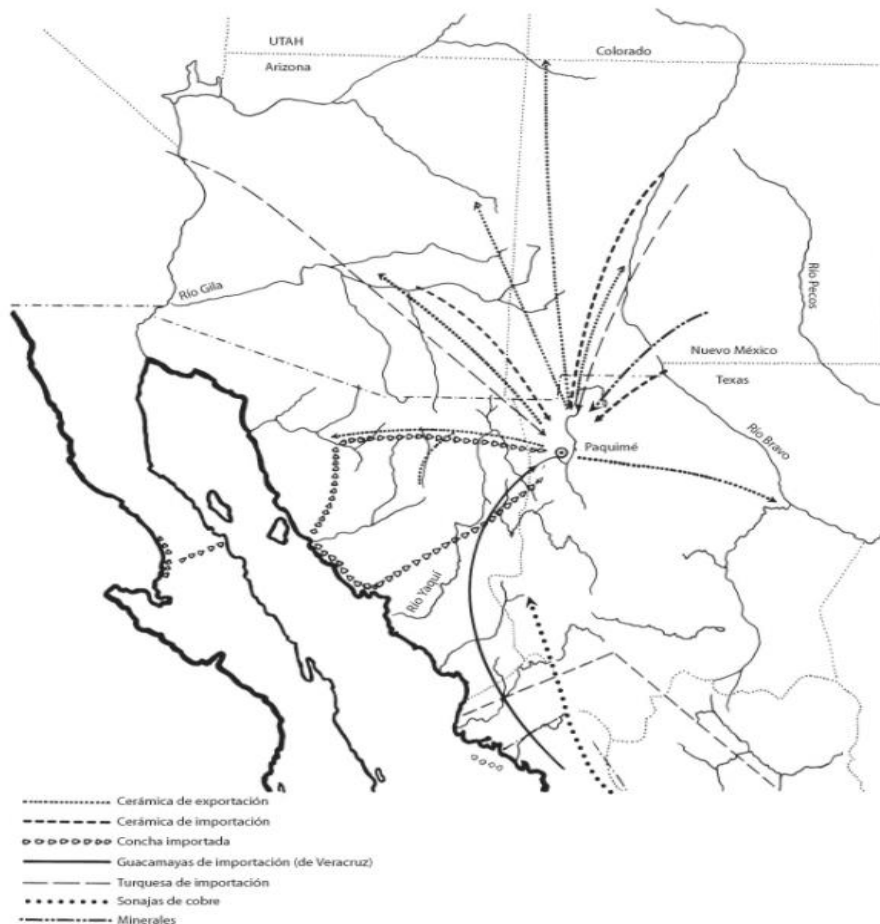 UTAH
Colorado
Arizona
Río Pecos
Río Gila
Nuevo México
Texas
Río Bravo
Paquimé
Río Yaqui
Cerámica de exportación
Cerámica de importación
Concha importada
Guacamayas de importación (de Veracruz)
Turquesa de importación
Sonajas de cobre
Minerales